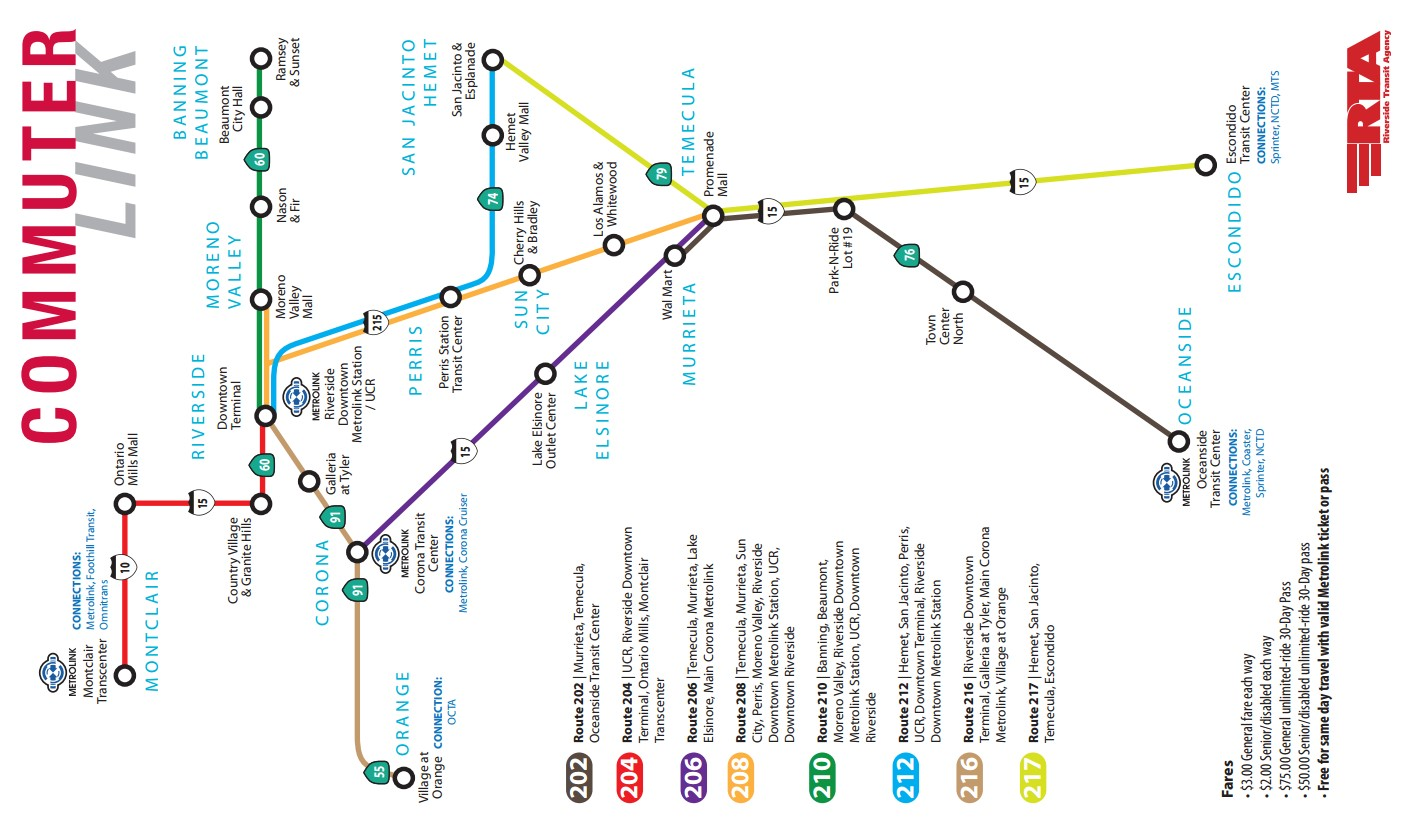 COMMUTER
LINK
BANNING
BEAUMONT
Ramsey
& Sunset
Beaumont
City Hall
60
Nason
& Fir
MORENO
VALLEY
Moreno
Valley
Mall
SAN JACINTO
HEMET
San Jacinto &
Esplanade
Hemet
Valley Mall
74
79
TEMECULA
Promenade
Mall
Los Alamos &
Whitewood
Cherry Hills
& Bradley
SUN
CITY
215
PERRIS
Perris Station
Transit Center
RIVERSIDE
Downtown
Terminal
METROLINK
Riverside
Downtown
Metrolink Station
/ UCR
60
Ontario
Mills Mall
15
Country Village
& Granite Hills
10
CONNECTIONS:
Metrolink, Foothill Transit,
Omnitrans
METROLINK
Montclair
Transcenter
MONTCLAIR
Galleria
at Tyler
91
CORONA
METROLINK
Corona Transit
Center
CONNECTIONS:
Metrolink, Corona Cruiser
91
55
ORANGE
Village at
Orange
CONNECTION:
OCTA
15
Lake Elsinore
Outlet Center
LAKE
ELSINORE
Wal Mart
MURRIETA
15
Park-N-Ride
Lot #19
76
Town
Center
North
15
Escondido
Transit Center
CONNECTIONS:
Sprinter, NCTD, MTS
ESCONDIDO
OCEANSIDE
METROLINK
Oceanside
Transit Center
CONNECTIONS:
Metrolink, Coaster,
Sprinter, NCTD
202 Route 202 | Murrieta, Temecula,
Oceanside Transit Center
204 Route 204 | UCR, Riverside Downtown
Terminal, Ontario Mills, Montclair
Transcenter
206 Route 206 | Temecula, Murrieta, Lake
Elsinore, Main Corona Metrolink
208 Route 208 | Temecula, Murrieta, Sun
City, Perris, Moreno Valley, Riverside
Downtown Metrolink Station, UCR,
Downtown Riverside
210 Route 210 | Banning, Beaumont,
Moreno Valley, Riverside Downtown
Metrolink Station, UCR, Downtown
Riverside
212 Route 212 | Hemet, San Jacinto, Perris,
UCR, Downtown Terminal, Riverside
Downtown Metrolink Station
216 Route 216 | Riverside Downtown
Terminal, Galleria at Tyler, Main Corona
Metrolink, Village at Orange
217 Route 217 | Hemet, San Jacinto,
Temecula, Escondido
Fares
• $3.00 General fare each way
• $2.00 Senior/disabled each way
• $75.00 General unlimited-ride 30-Day Pass
• $50.00 Senior/disabled unlimited-ride 30-Day pass
• Free for same day travel with valid Metrolink ticket or pass
RTA
Riverside Transit Agency